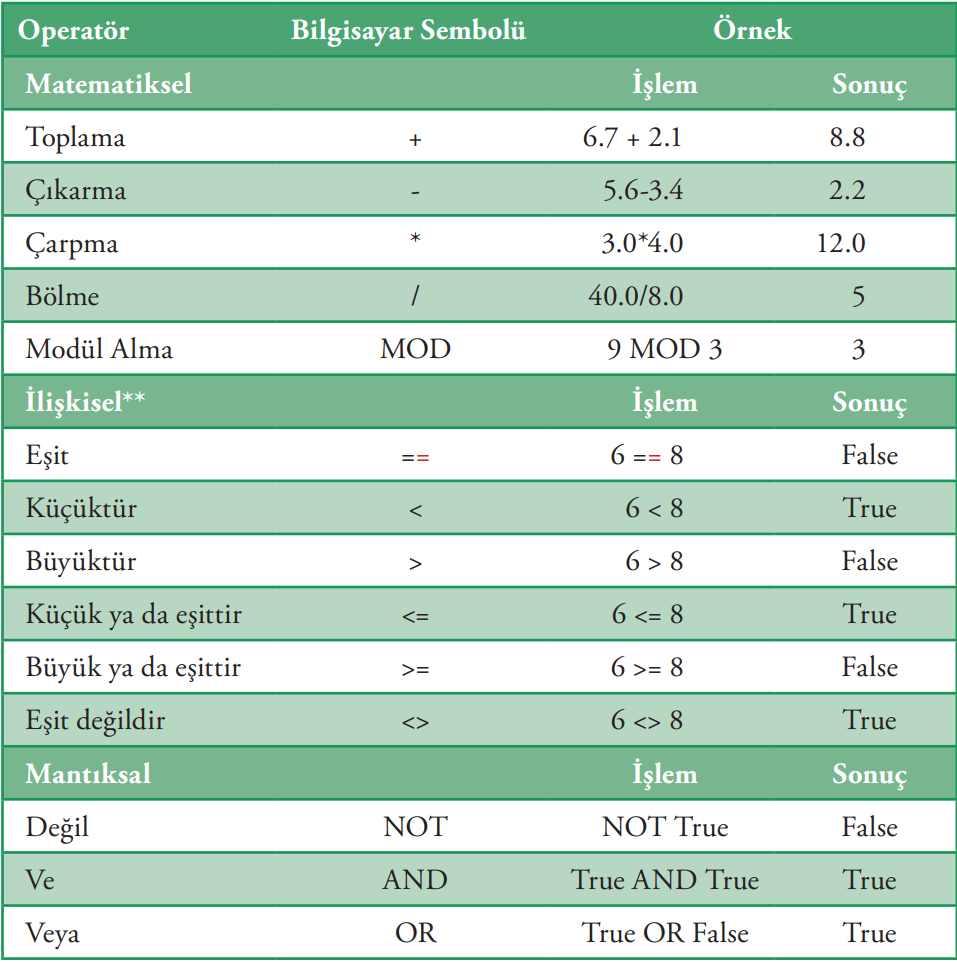 Operatör Bilgisayar Sembolü Örnek
Matematiksel İşlem Sonuç
Toplama + 6.7 + 2.1 8.8
Çıkarma - 5.6-3.4 2.2
Çarpma * 3.0*4.0 12.0
Bölme / 40.0/8.0 5
Modül Alma MOD 9 MOD 3 3
İlişkisel** İşlem Sonuç
Eşit == 6 == 8 False
Küçüktür < 6 < 8 True
Büyüktür > 6 > 8 False
Küçük ya da eşittir <= 6 <= 8 True
Büyük ya da eşittir >= 6 >= 8 False
Eşit değildir <> 6 <> 8 True
Mantıksal İşlem Sonuç
Değil NOT NOT True False
Ve AND True AND True True
Veya OR True OR False True